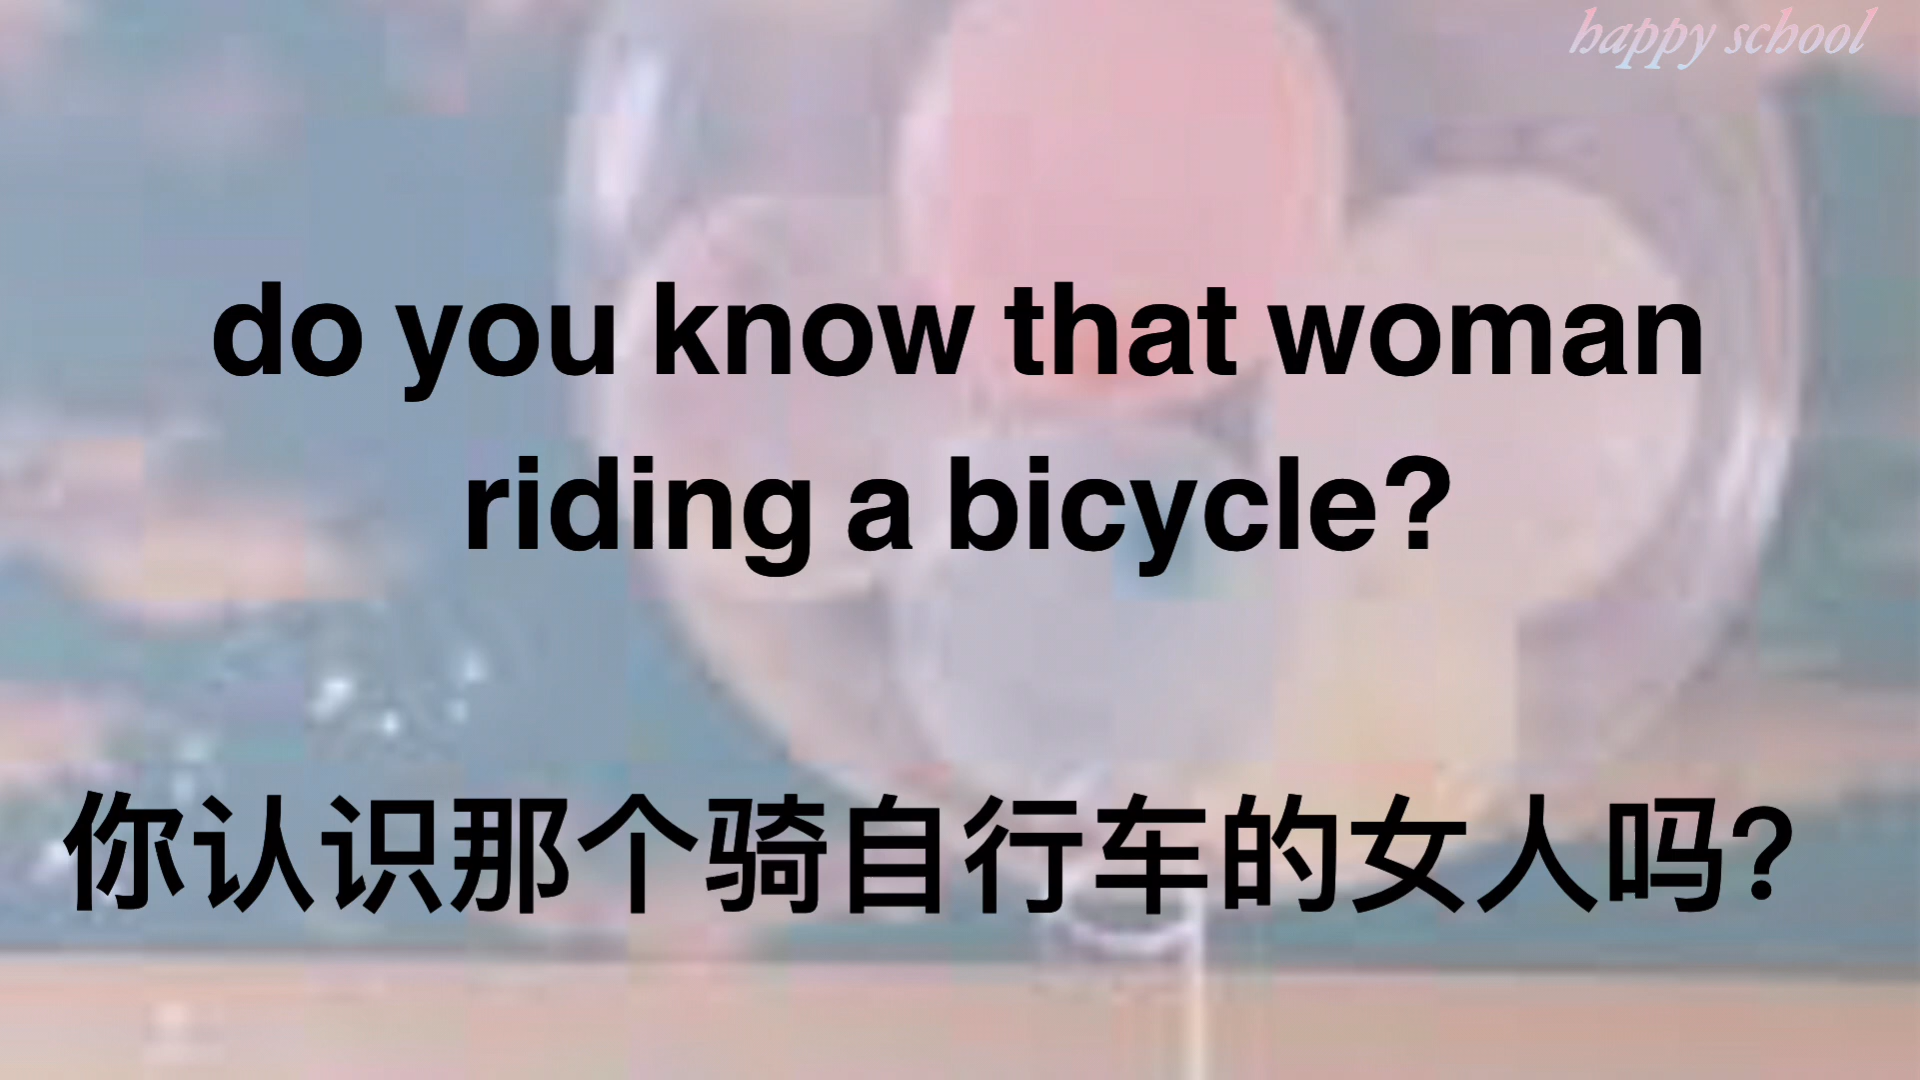 happy school
do you know that woman
riding a bicycle?
你认识那个骑自行车的女人吗?